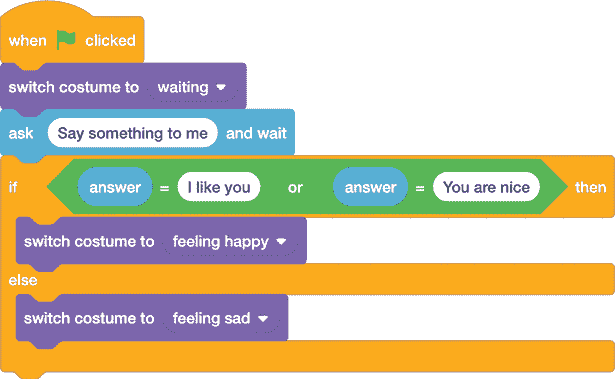 when clicked
switch costume to waiting
ask Say something to me and wait
if answer = I like you or answer = You are nice then
switch costume to feeling happy
else
switch costume to feeling sad